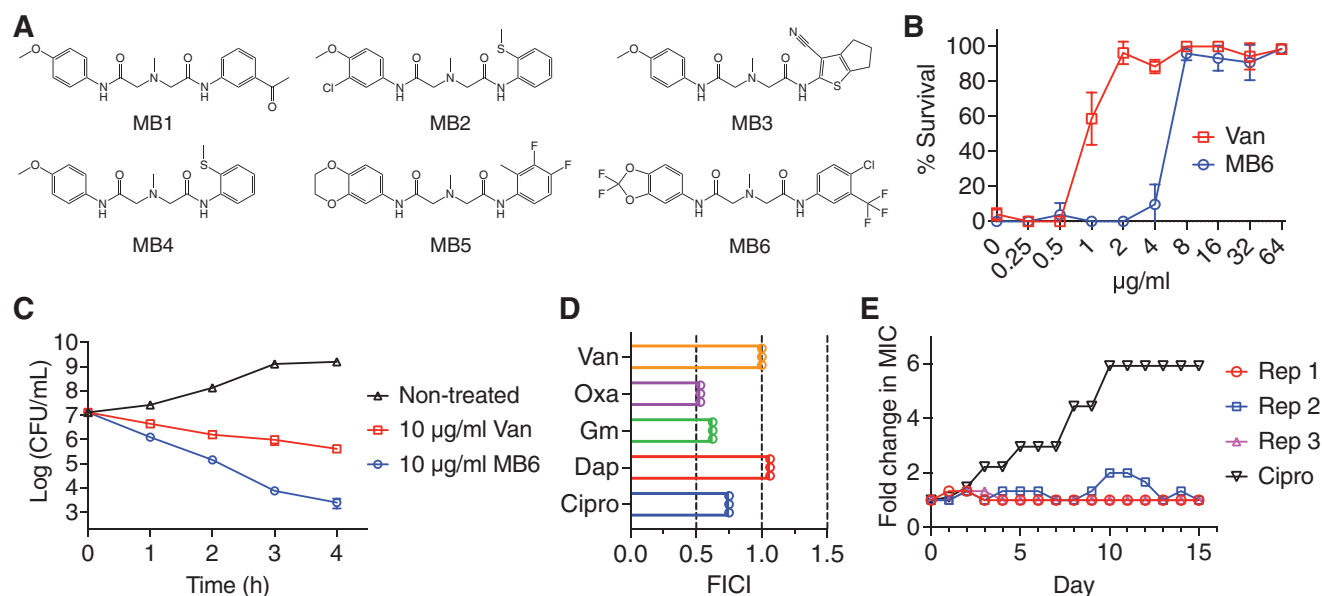 A
O
N
H
O
N
O
N
H
O
MB1
O
Cl
N
H
O
N
O
N
H
S
MB2
O
N
H
O
N
O
N
H
N
S
MB3
O
N
H
O
N
O
N
H
S
MB4
O
O
N
H
O
N
O
N
H
F
F
MB5
F
F
O
O
N
H
O
N
O
N
H
Cl
F
F
F
MB6
B
% Survival
100
80
60
40
20
0
0
0.25
0.5
1
2
4
8
16
32
64
µg/ml
Van
MB6
C
Log (CFU/mL)
10
9
8
7
6
5
4
3
0
1
2
3
4
Time (h)
Non-treated
10 µg/ml Van
10 µg/ml MB6
D
Van
Oxa
Gm
Dap
Cipro
0.0
0.5
1.0
1.5
FICI
E
Fold change in MIC
6
4
2
0
0
5
10
15
Day
Rep 1
Rep 2
Rep 3
Cipro